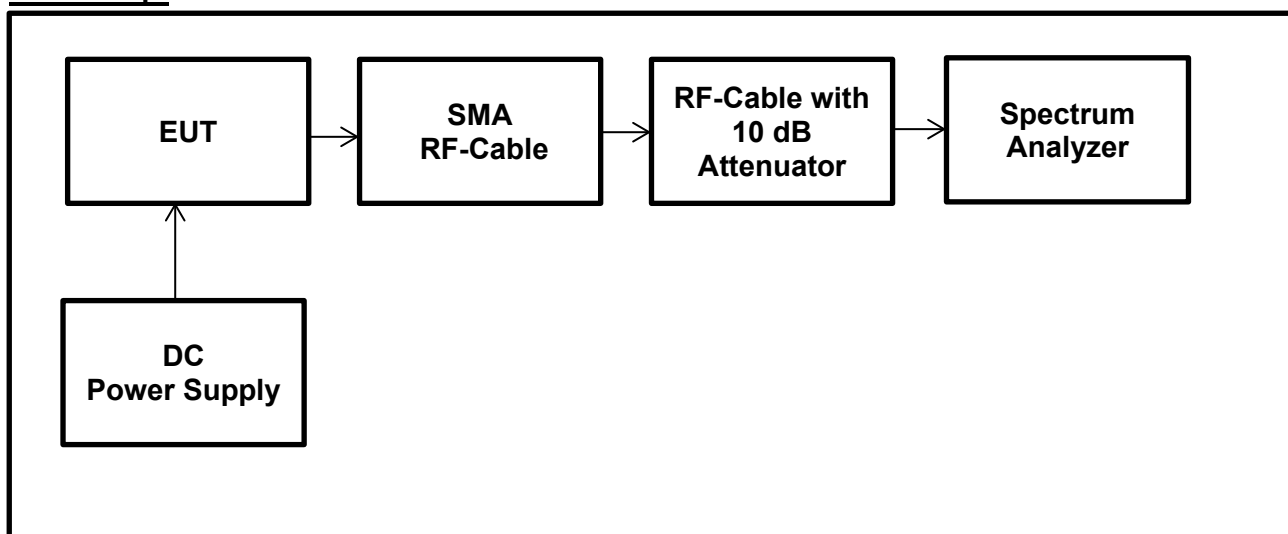 EUT
SMA
RF-Cable
RF-Cable with
10 dB
Attenuator
Spectrum
Analyzer
DC
Power Supply